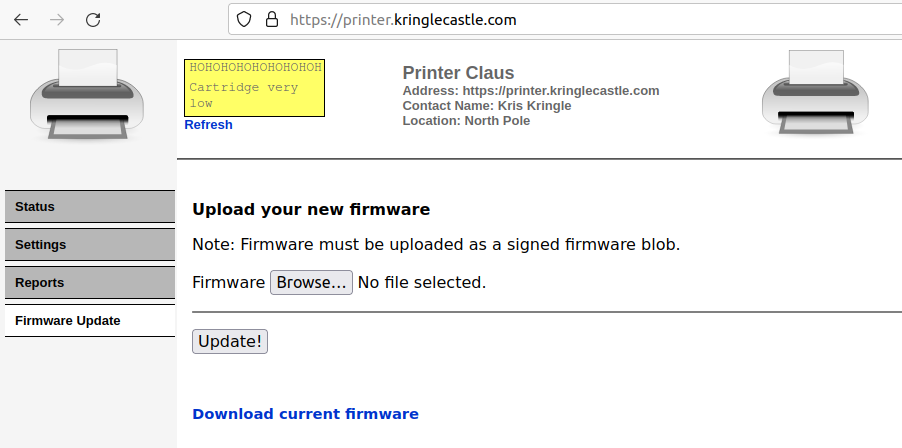 https://printer.kringlecastle.com
HOHOHOHOHOHOHOHOH
Cartridge very
low
Refresh
Printer Claus
Address: https://printer.kringlecastle.com
Contact Name: Kris Kringle
Location: North Pole
Status
Settings
Reports
Firmware Update
Upload your new firmware
Note: Firmware must be uploaded as a signed firmware blob.
Firmware Browse... No file selected.
Update!
Download current firmware